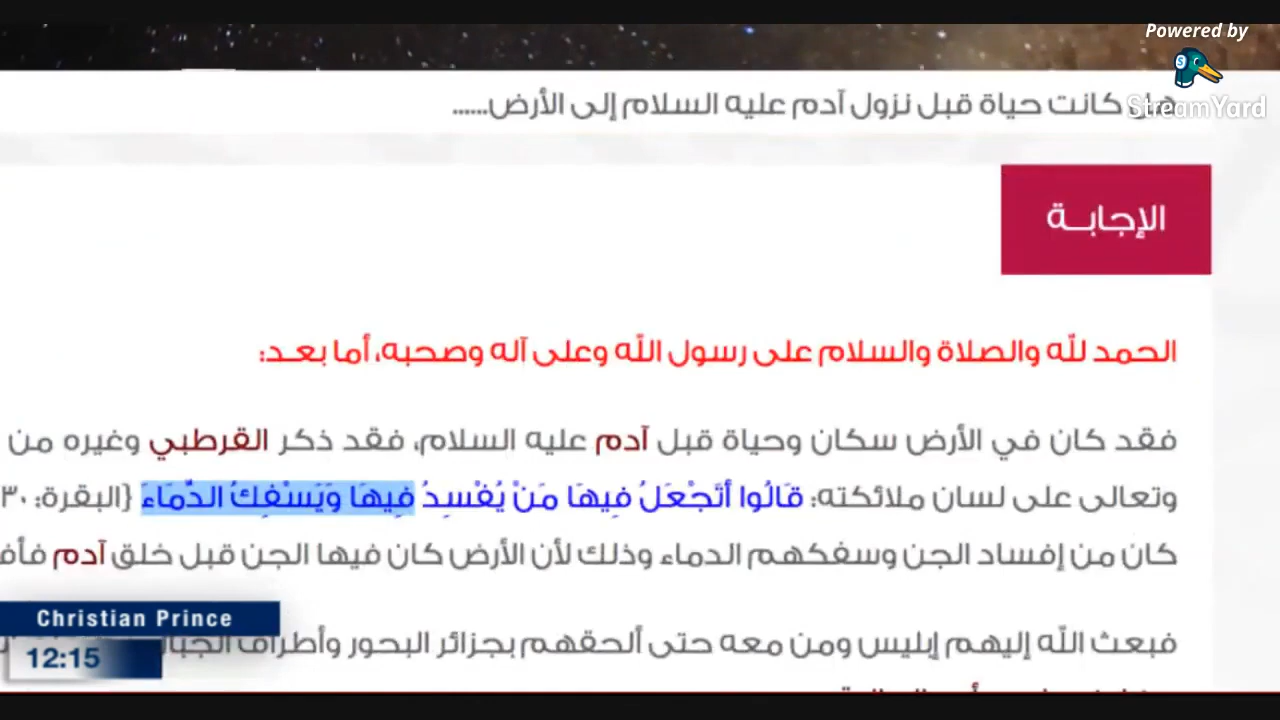 Powered by
StreamYard
كانت حياة قبل نزول آدم عليه السلام إلى الأرض......
الإجابــة
الحمد لله والصلاة والسلام على رسول الله وعلى آله وصحبه، أما بعـد:
فقد كان في الأرض سكان وحياة قبل آدم عليه السلام، فقد ذكر القرطبي وغيره من
وتعالى على لسان ملائكته: قَالُوا أَتَجْعَلُ فِيهَا مَنْ يُفْسِدُ فِيهَا وَيَسْفِكُ الدِّمَاءَ {البقرة: ٣٠
كان من إفساد الجن وسفكهم الدماء وذلك لأن الأرض كان فيها الجن قبل خلق آدم
فبعث الله إليهم إبليس ومن معه حتى ألحقهم بجزائر البحور وأطراف
Christian Prince
12:15